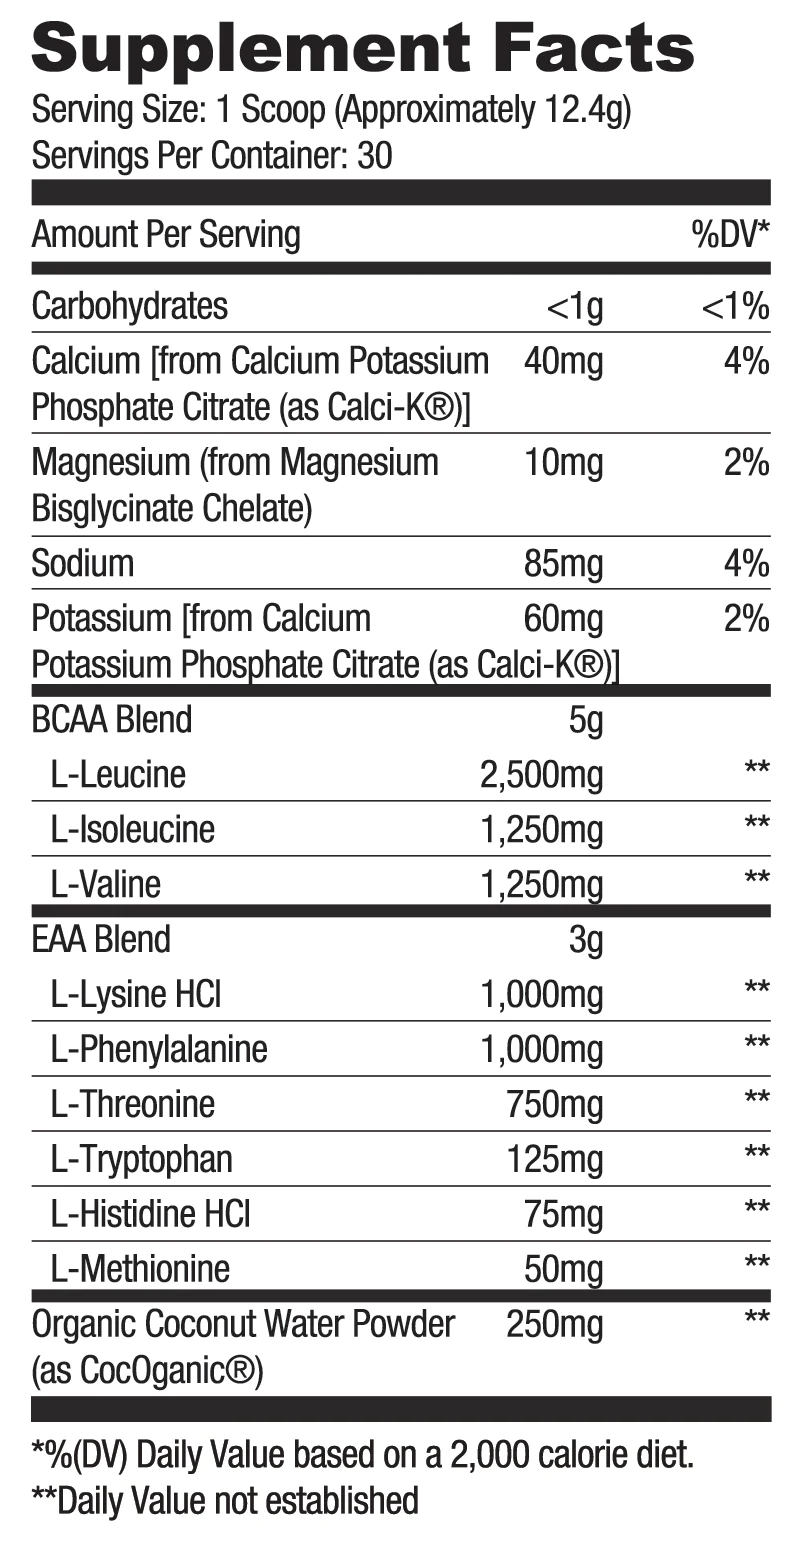 Supplement Facts
Serving Size: 1 Scoop (Approximately 12.4g)
Servings Per Container: 30
Amount Per Serving %DV*
Carbohydrates <1g <1%
Calcium [from Calcium Potassium 40mg 4%
Phosphate Citrate (as Calci-K®)]
Magnesium (from Magnesium 10mg 2%
Bisglycinate Chelate)
Sodium 85mg 4%
Potassium [from Calcium 60mg 2%
Potassium Phosphate Citrate (as Calci-K®)]
BCAA Blend 5g
L-Leucine 2,500mg **
L-Isoleucine 1,250mg **
L-Valine 1,250mg **
EAA Blend 3g
L-Lysine HCl 1,000mg **
L-Phenylalanine 1,000mg **
L-Threonine 750mg **
L-Tryptophan 125mg **
L-Histidine HCl 75mg **
L-Methionine 50mg **
Organic Coconut Water Powder 250mg **
(as CocOganic®)
*%(DV) Daily Value based on a 2,000 calorie diet.
**Daily Value not established